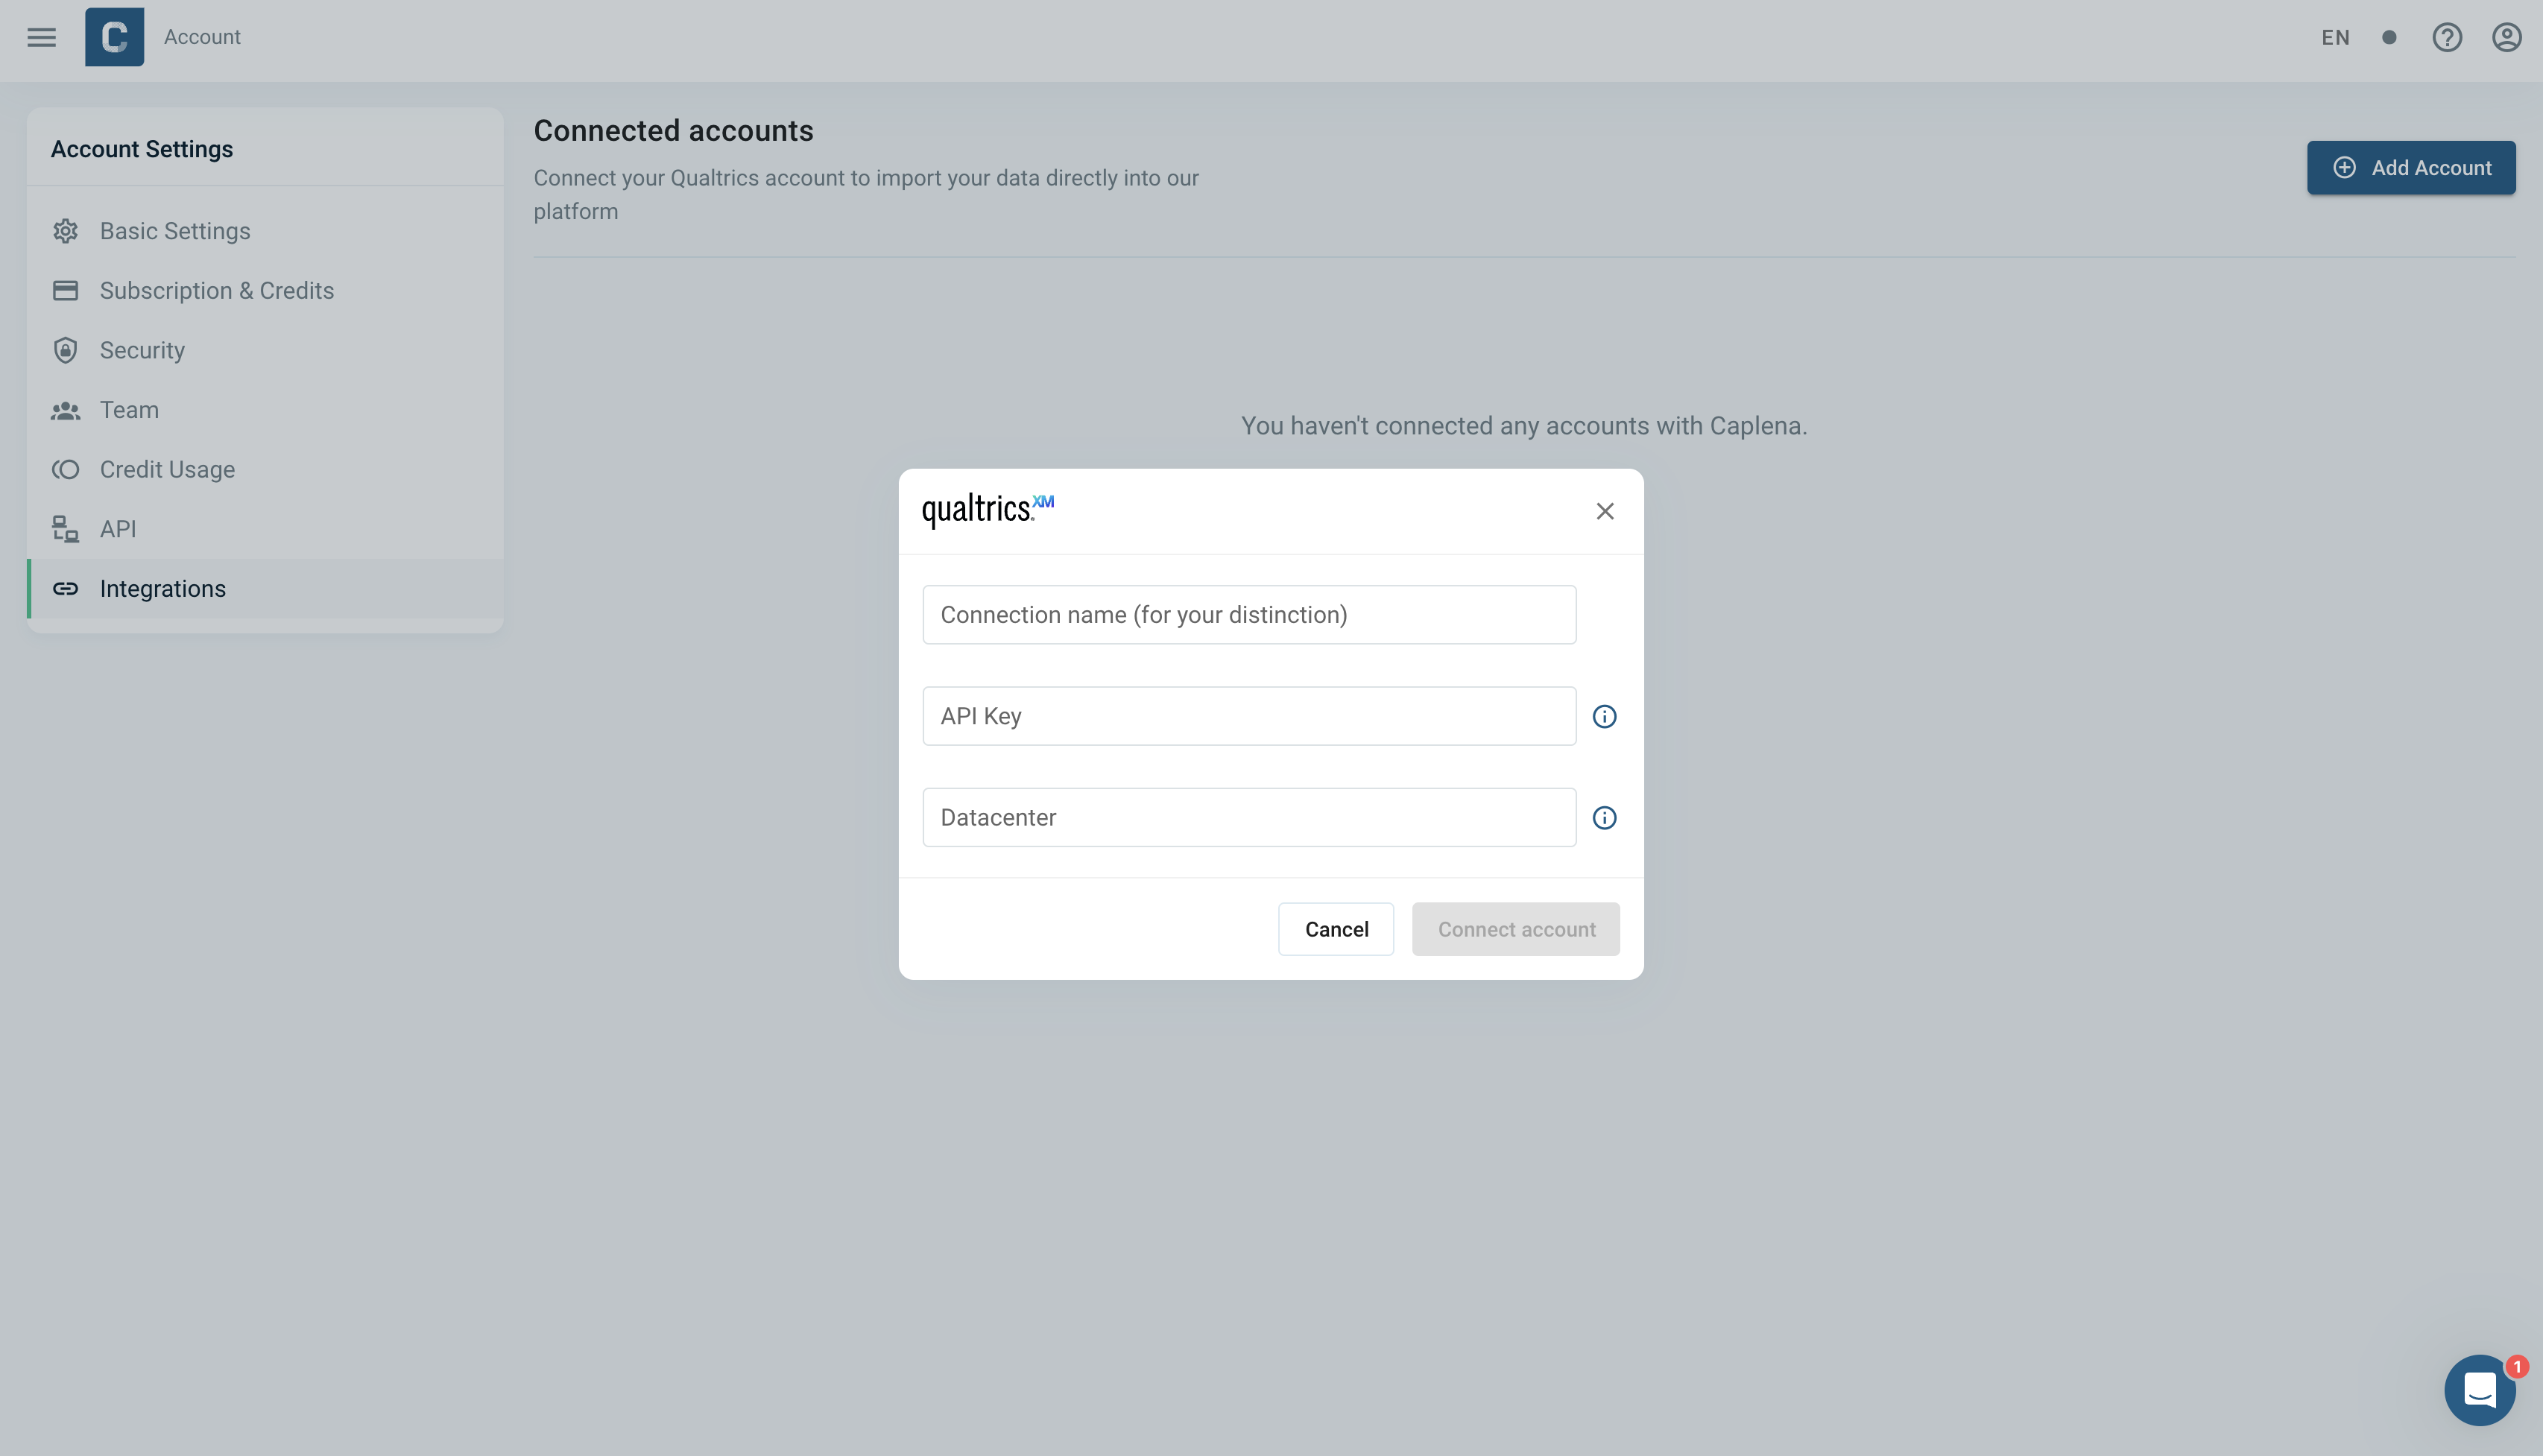 C
Account
EN
Account Settings
Basic Settings
Subscription & Credits
Security
Team
Credit Usage
API
Integrations
Connected accounts
Connect your Qualtrics account to import your data directly into our
platform
Add Account
You haven't connected any accounts with Caplena.
qualtrics.XM
Connection name (for your distinction)
API Key
Datacenter
Cancel
Connect account
1